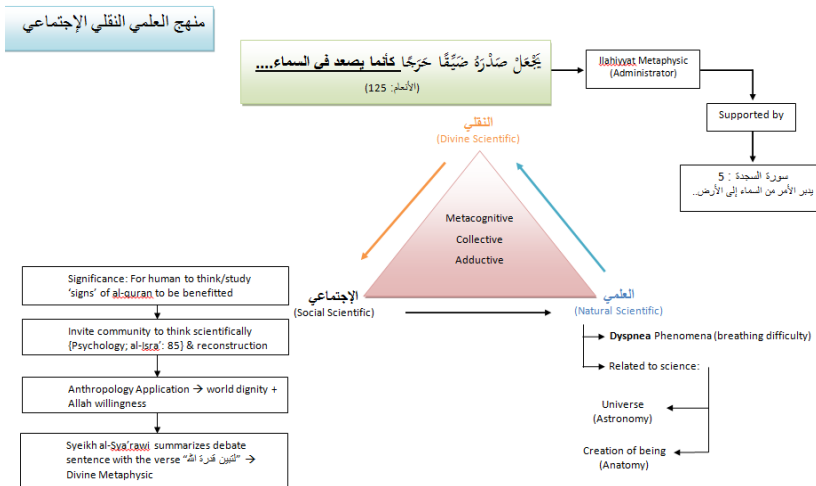 منهج العلمي النقلي الإجتماعي
يَجْعَلْ صَدْرَهُ ضَيِّقًا حَرَجًا كأنما يصعد في السماء....
(الأنعام: 125)
Ilahiyyat Metaphysic
(Administrator)
Supported by
سورة السجدة : 5
يدبر الأمر من السماء إلى الأرض..
النقلي
(Divine Scientific)
Metacognitive
Collective
Adductive
الإجتماعي
(Social Scientific)
العلمي
(Natural Scientific)
Dyspnea Phenomena (breathing difficulty)
Related to science:
Universe
(Astronomy)
Creation of being
(Anatomy)
Significance: For human to think/study
‘signs’ of al-quran to be benefitted
Invite community to think scientifically
{Psychology; al-Isra’: 85} & reconstruction
Anthropology Application → world dignity +
Allah willingness
Syeikh al-Sya’rawi summarizes debate
sentence with the verse “لتبين قدرة الله” →
Divine Metaphysic